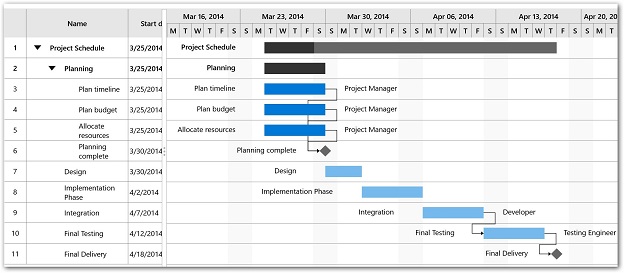 Mar 16, 2014 Mar 23, 2014 Mar 30, 2014 Apr 06, 2014 Apr 13, 2014 Apr 20, 20
Name Start d M T W T F S S M T W T F S S M T W T F S S M T W T F S S M T W T F S S M T
1 Project Schedule 3/25/2014 Project Schedule
2 Planning 3/25/2014 Planning
3 Plan timeline 3/25/2014 Plan timeline Project Manager
4 Plan budget 3/25/2014 Plan budget Project Manager
5 Allocate resources 3/25/2014 Allocate resources Project Manager
6 Planning complete 3/30/2014 Planning complete
7 Design 3/30/2014 Design
8 Implementation Phase 4/2/2014 Implementation Phase
9 Integration 4/7/2014 Integration Developer
10 Final Testing 4/12/2014 Final Testing Testing Engineer
11 Final Delivery 4/18/2014 Final Delivery